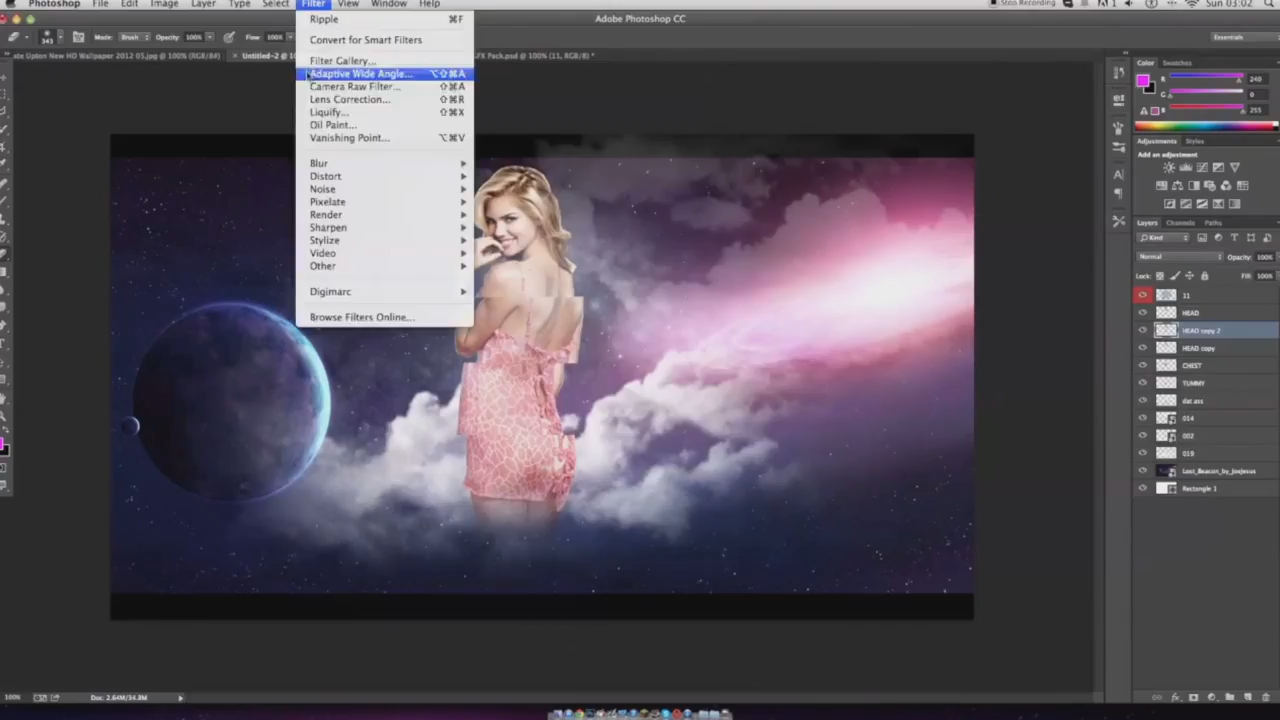 Photoshop File Edit Image Layer Type Select Filter View Window Help
Stop Recording 1 Sun 03:02
Adobe Photoshop CC
343 Mode: Brush Opacity: 100% Flow: 100%
Essentials
ate Upton New HD Wallpaper 2012 05.jpg @ 100% (RGB/8#)
Untitled-2 @ 10
FX Pack.psd @ 100% (11, RGB/8) *
Ripple ⌘F
Convert for Smart Filters
Filter Gallery...
Adaptive Wide Angle... ⌥⇧⌘A
Camera Raw Filter... ⇧⌘A
Lens Correction... ⇧⌘R
Liquify... ⇧⌘X
Oil Paint...
Vanishing Point... ⌥⌘V
Blur
Distort
Noise
Pixelate
Render
Sharpen
Stylize
Video
Other
Digimarc
Browse Filters Online...
Color Swatches
R 240
G 0
B 255
Adjustments Styles
Add an adjustment
Layers Channels Paths
Kind
Normal Opacity: 100%
Lock: Fill: 100%
11
HEAD
HEAD copy 2
HEAD copy
CHEST
TUMMY
dat ass
014
002
019
Lost_Beacon_by_JoeJesus
Rectangle 1
100% Doc: 2.64M/34.8M